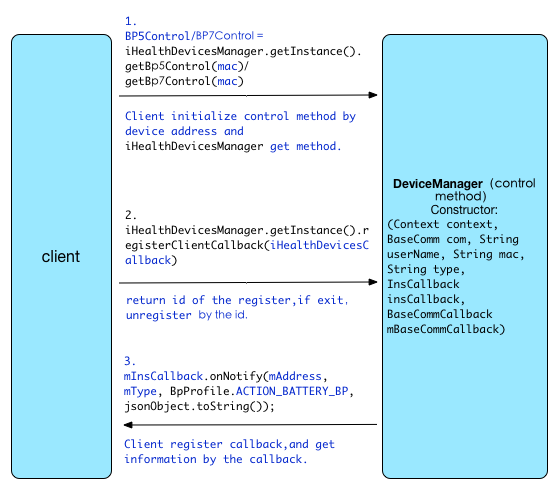 client
1.
BP5Control/BP7Control =
iHealthDevicesManager.getInstance().
getBp5Control(mac)/
getBp7Control(mac)
Client initialize control method by
device address and
iHealthDevicesManager get method.
2.
iHealthDevicesManager.getInstance().r
egisterClientCallback(iHealthDevicesC
allback)
return id of the register,if exit,
unregister by the id.
3.
mInsCallback.onNotify(mAddress,
mType, BpProfile.ACTION_BATTERY_BP,
jsonObject.toString());
Client register callback,and get
information by the callback.
DeviceManager (control
method)
Constructor:
(Context context,
BaseComm com, String
userName, String mac,
String type,
InsCallback
insCallback,
BaseCommCallback
mBaseCommCallback)